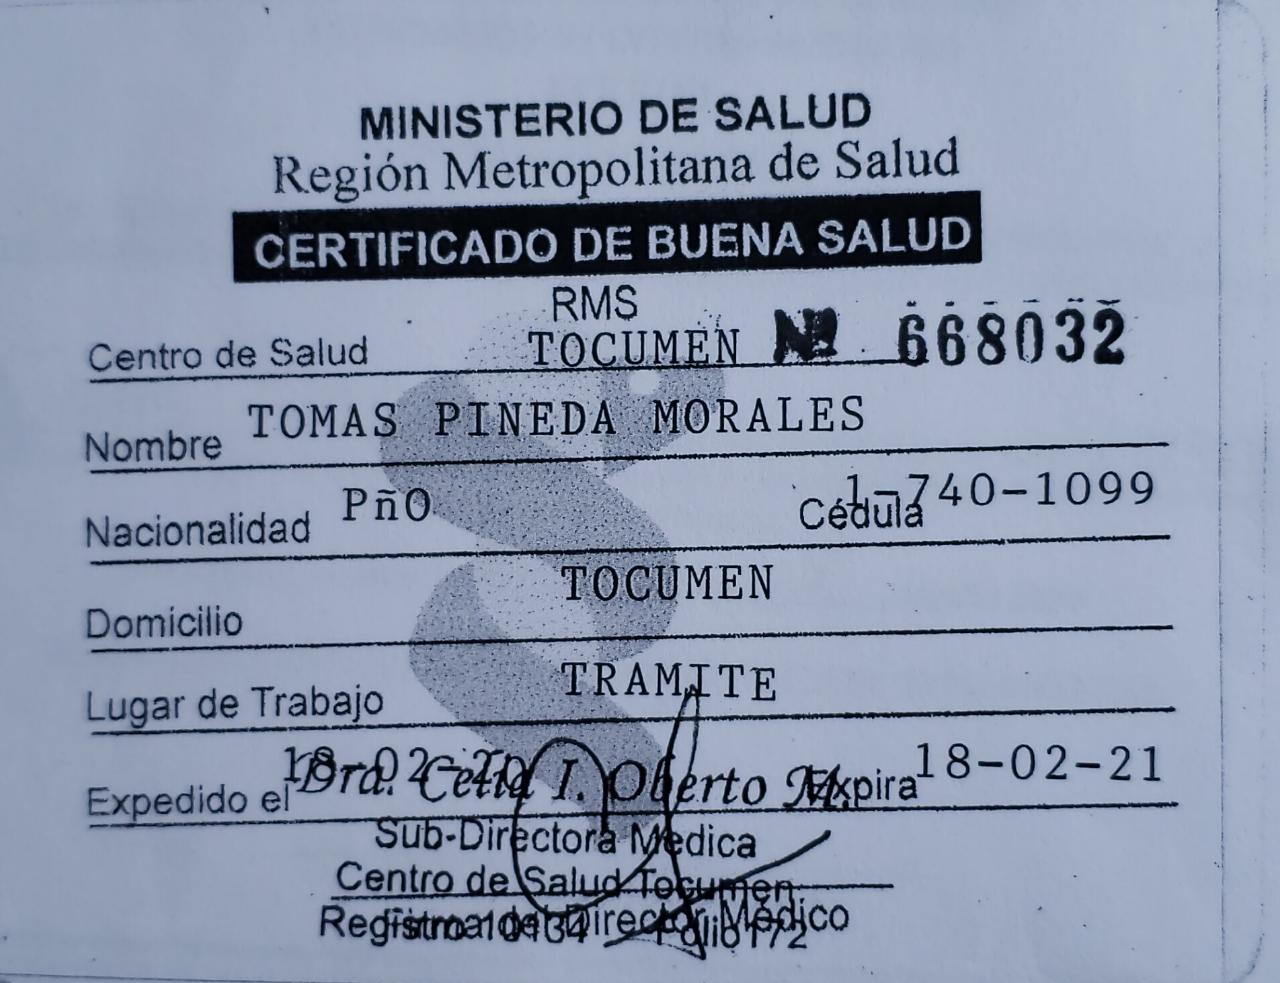 MINISTERIO DE SALUD
Región Metropolitana de Salud
CERTIFICADO DE BUENA SALUD
RMS
Centro de Salud TOCUMEN Nº 668032
Nombre TOMAS PINEDA MORALES
Nacionalidad PñO Cédula 1-740-1099
Domicilio TOCUMEN
Lugar de Trabajo TRAMITE
Expedido el 18-02-20 Expira 18-02-21
Dra. Celia I. Oberto M.
Sub-Directora Médica
Centro de Salud Tocumen
Firma del Director Médico
Registro 10134 Folio 172